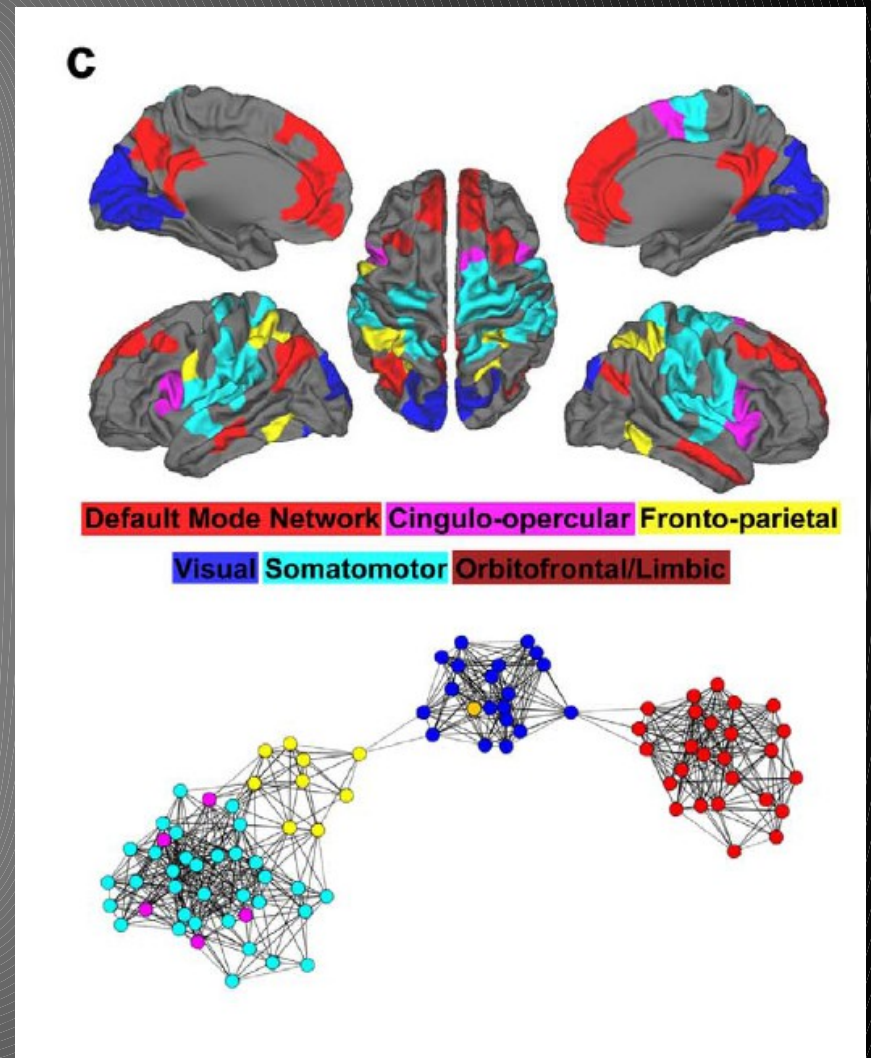 C
Default Mode Network Cingulo-opercular Fronto-parietal
Visual Somatomotor Orbitofrontal/Limbic